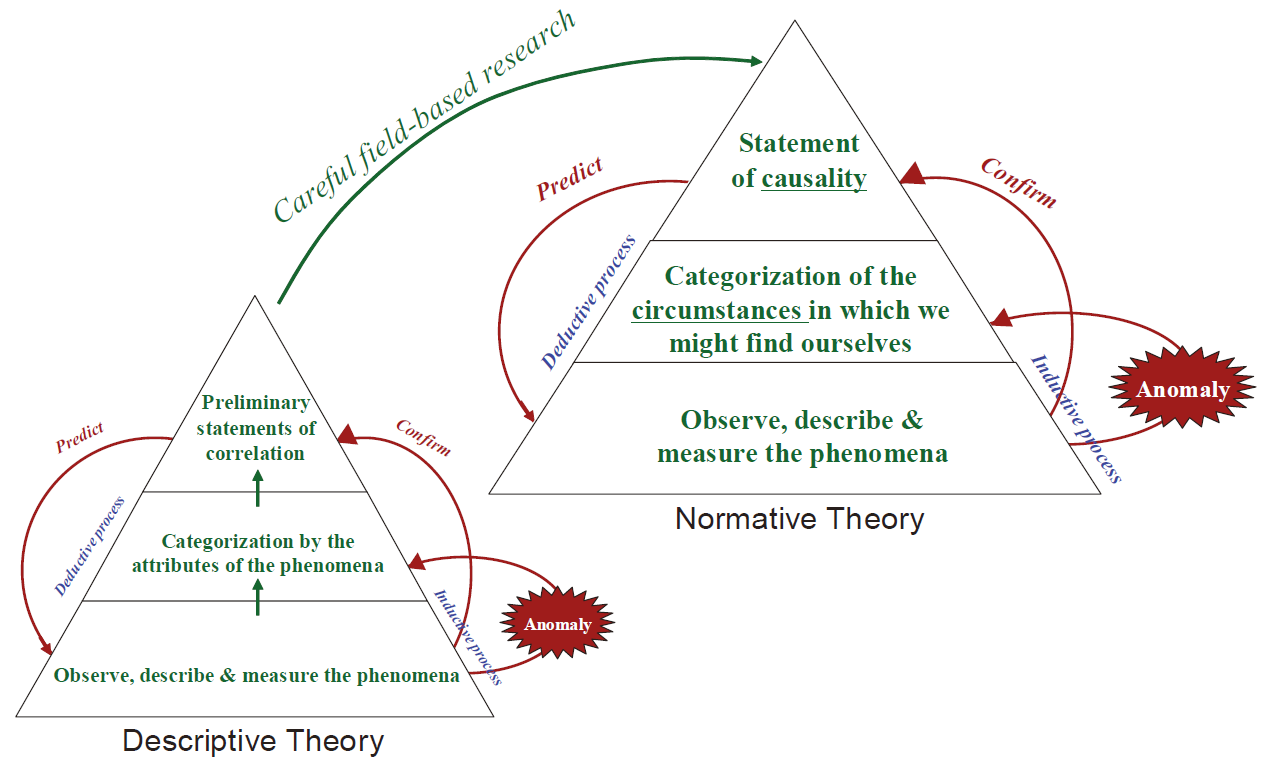 Careful field-based research
Statement
of causality
Predict
Confirm
Deductive process
Categorization of the
circumstances in which we
might find ourselves
Inductive process
Anomaly
Observe, describe &
measure the phenomena
Normative Theory
Preliminary
statements of
correlation
Predict
Confirm
Deductive process
Categorization by the
attributes of the phenomena
Inductive process
Anomaly
Observe, describe & measure the phenomena
Descriptive Theory